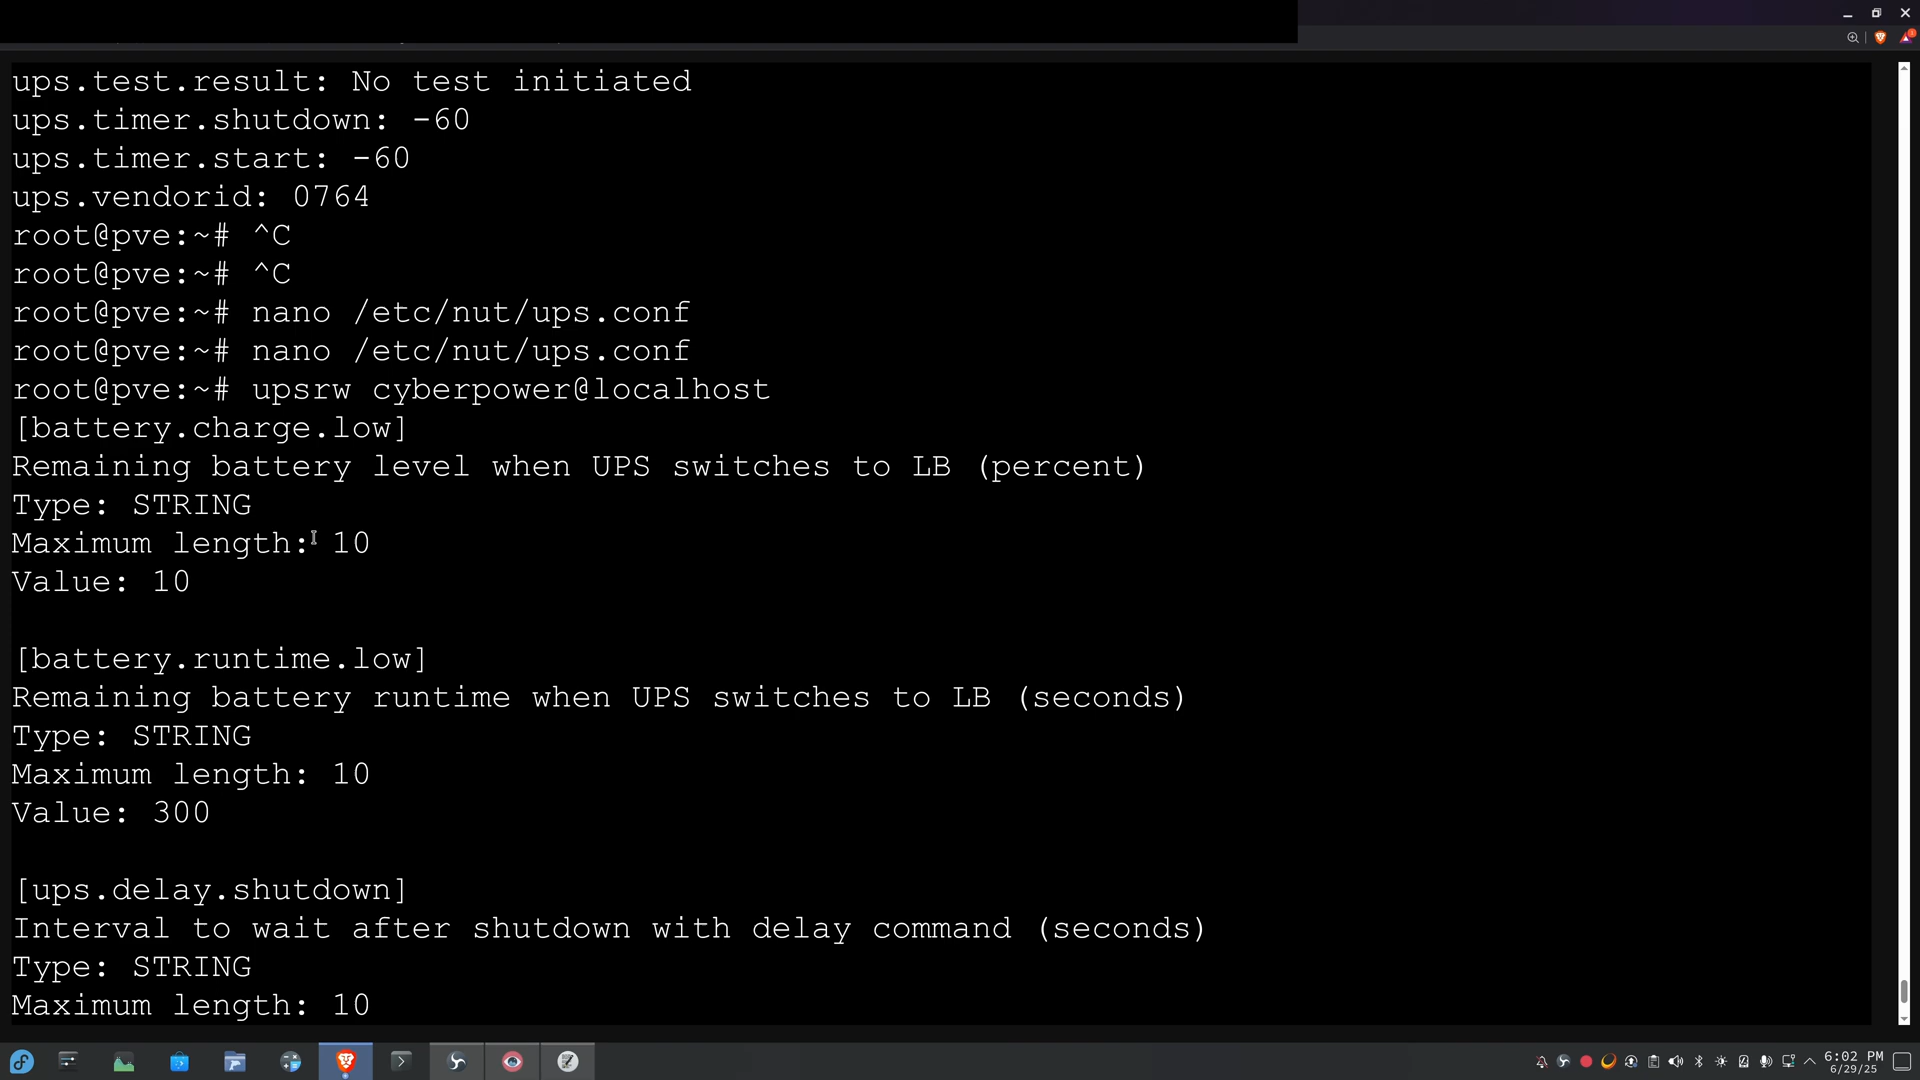 ups.test.result: No test initiated
ups.timer.shutdown: -60
ups.timer.start: -60
ups.vendorid: 0764
root@pve:~# ^C
root@pve:~# ^C
root@pve:~# nano /etc/nut/ups.conf
root@pve:~# nano /etc/nut/ups.conf
root@pve:~# upsrw cyberpower@localhost
[battery.charge.low]
Remaining battery level when UPS switches to LB (percent)
Type: STRING
Maximum length: 10
Value: 10
[battery.runtime.low]
Remaining battery runtime when UPS switches to LB (seconds)
Type: STRING
Maximum length: 10
Value: 300
[ups.delay.shutdown]
Interval to wait after shutdown with delay command (seconds)
Type: STRING
Maximum length: 10
6:02 PM
6/29/25